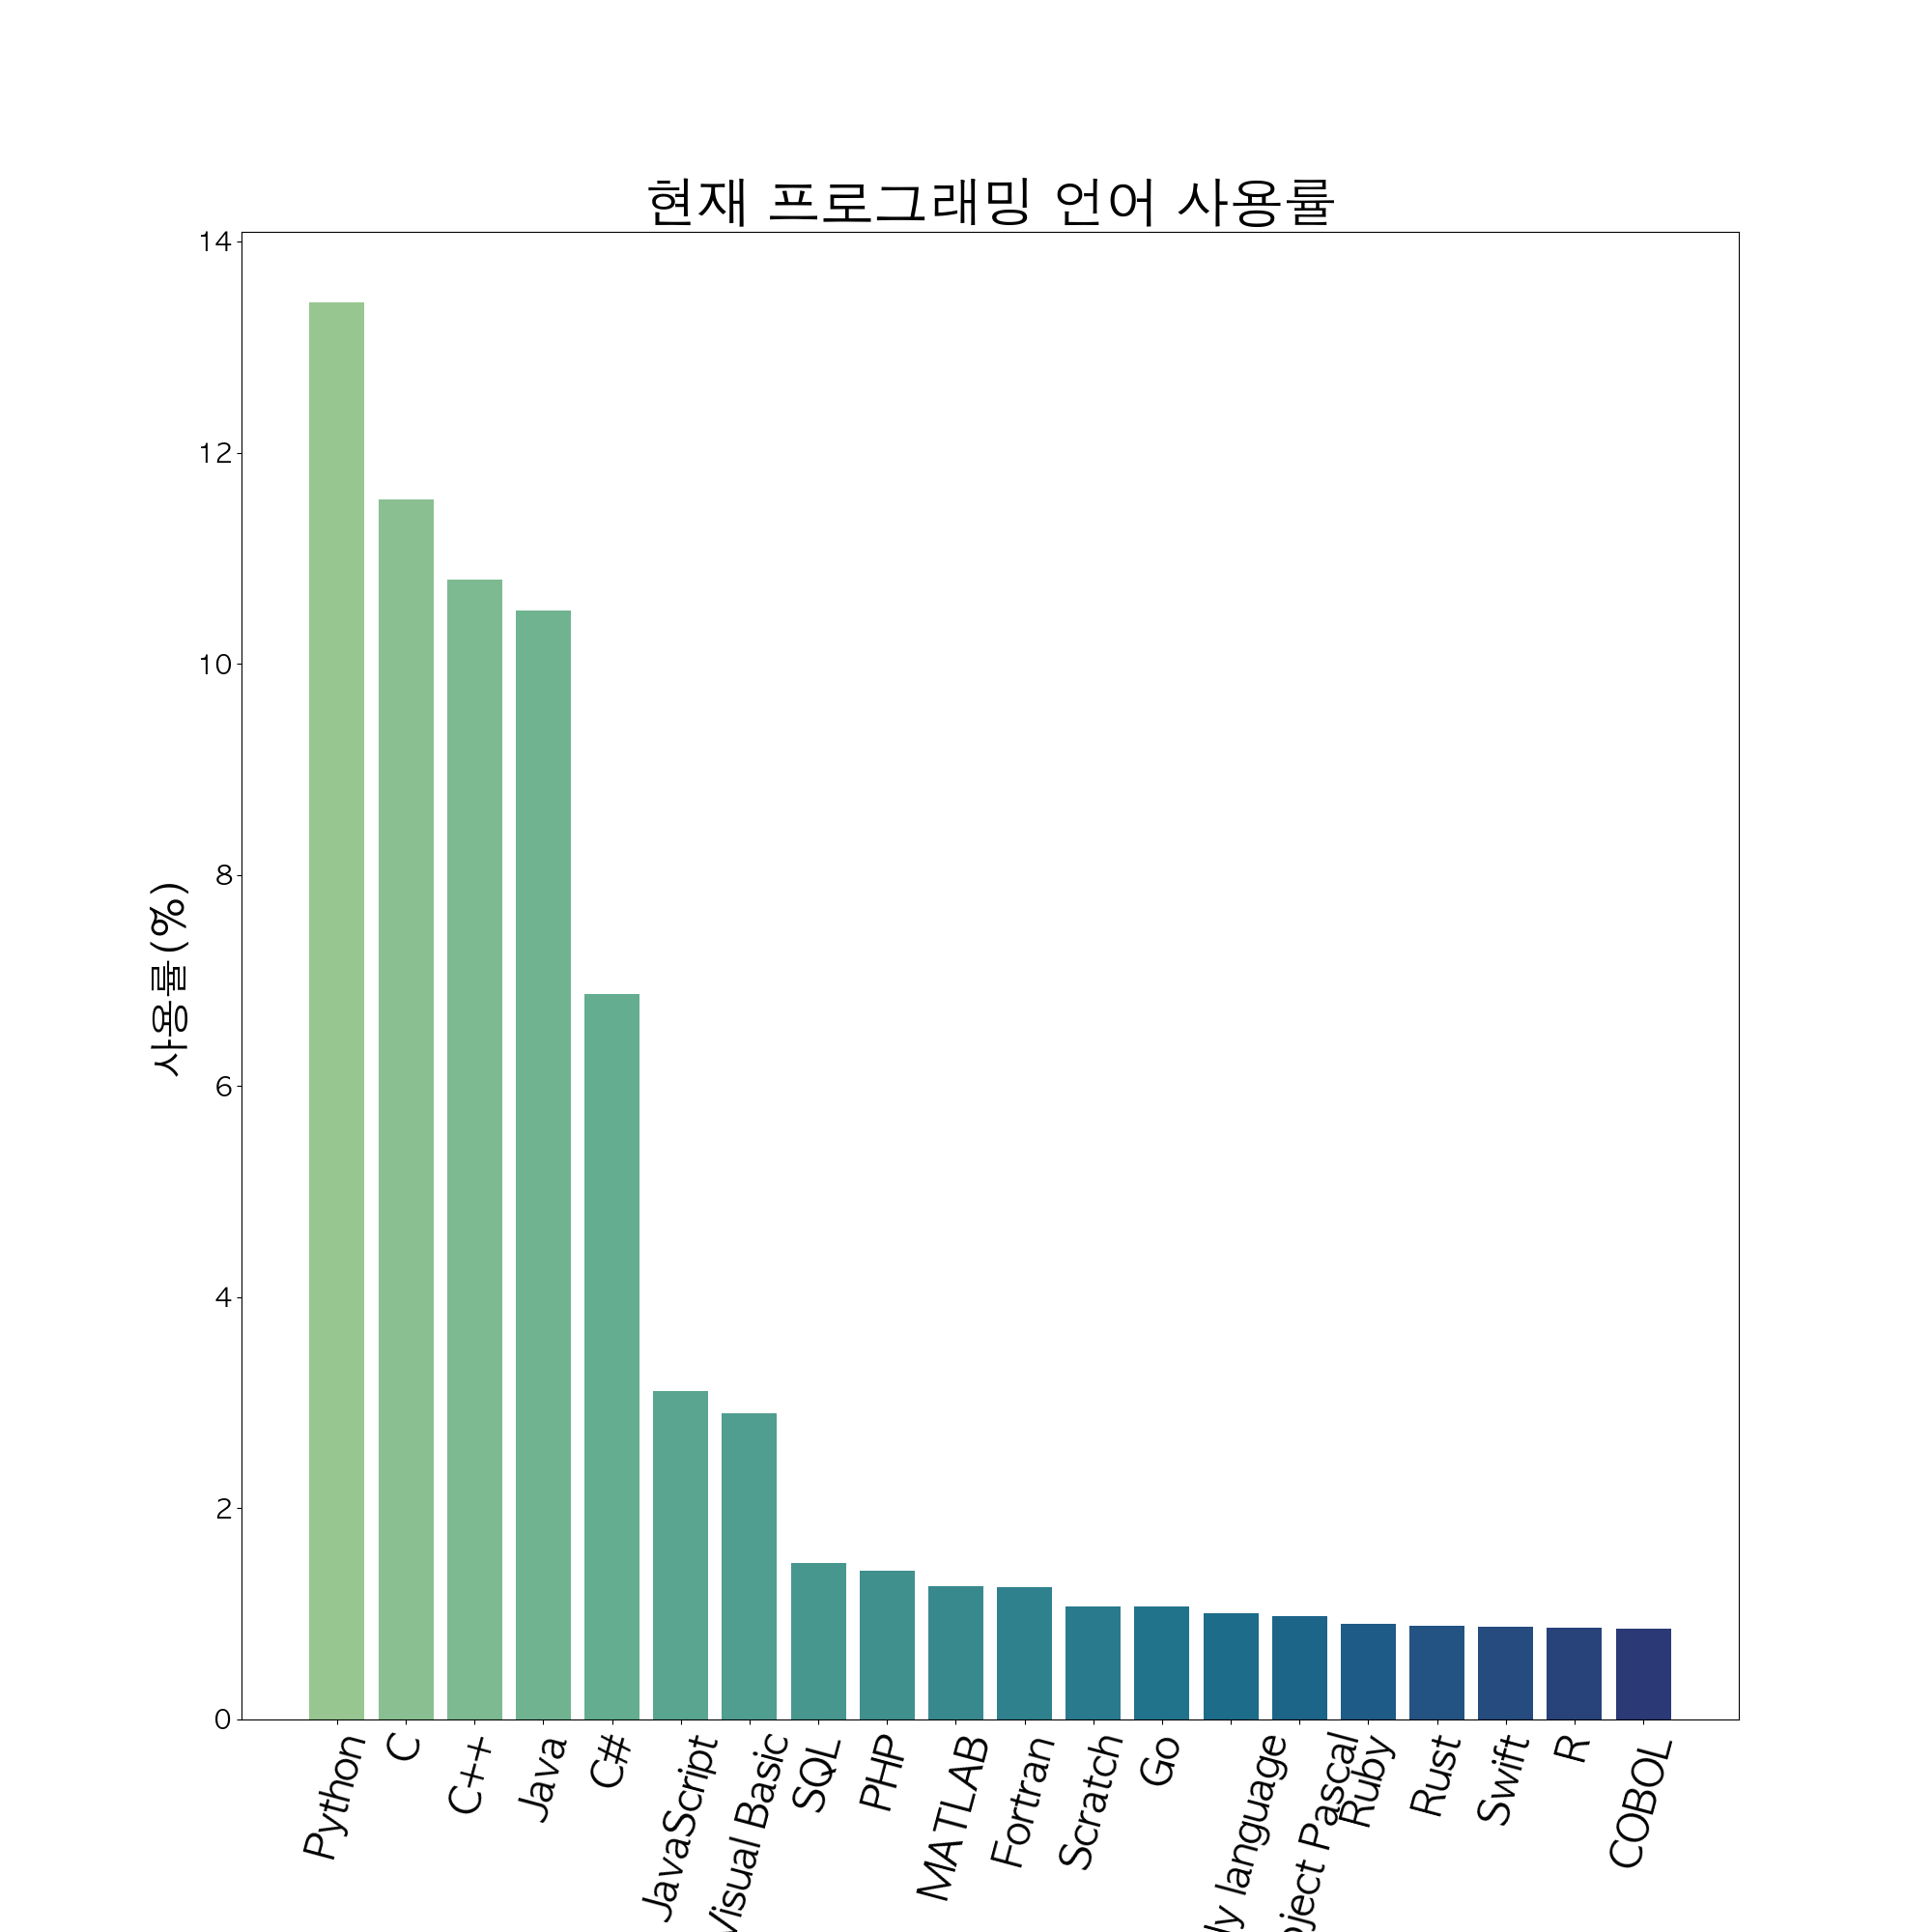 현재 프로그래밍 언어 사용률
사용률(%)
14
12
10
8
6
4
2
0
Python
C
C++
Java
C#
JavaScript
Visual Basic
SQL
PHP
MATLAB
Fortran
Scratch
Go
language
Pascal
Ruby
Rust
Swift
R
COBOL